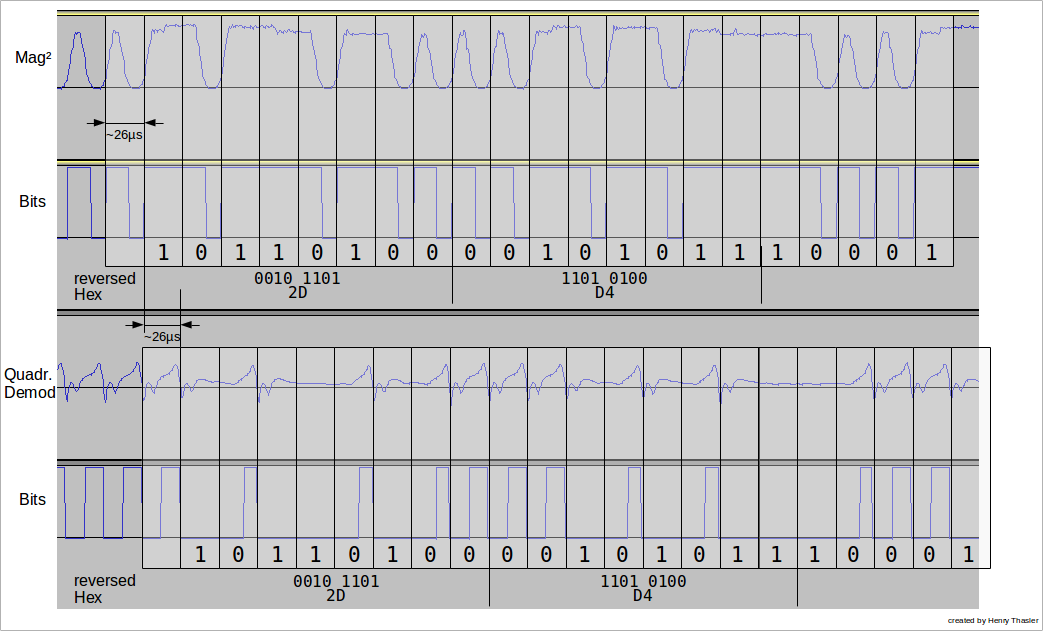 Mag²
~26µs
Bits
1 0 1 1 0 1 0 0 0 0 1 0 1 0 1 1 1 0 0 0 1
reversed 0010 1101 1101 0100
Hex 2D D4
~26µs
Quadr.
Demod
Bits
1 0 1 1 0 1 0 0 0 0 1 0 1 0 1 1 1 0 0 0 1
reversed 0010 1101 1101 0100
Hex 2D D4
created by Henry Thasler